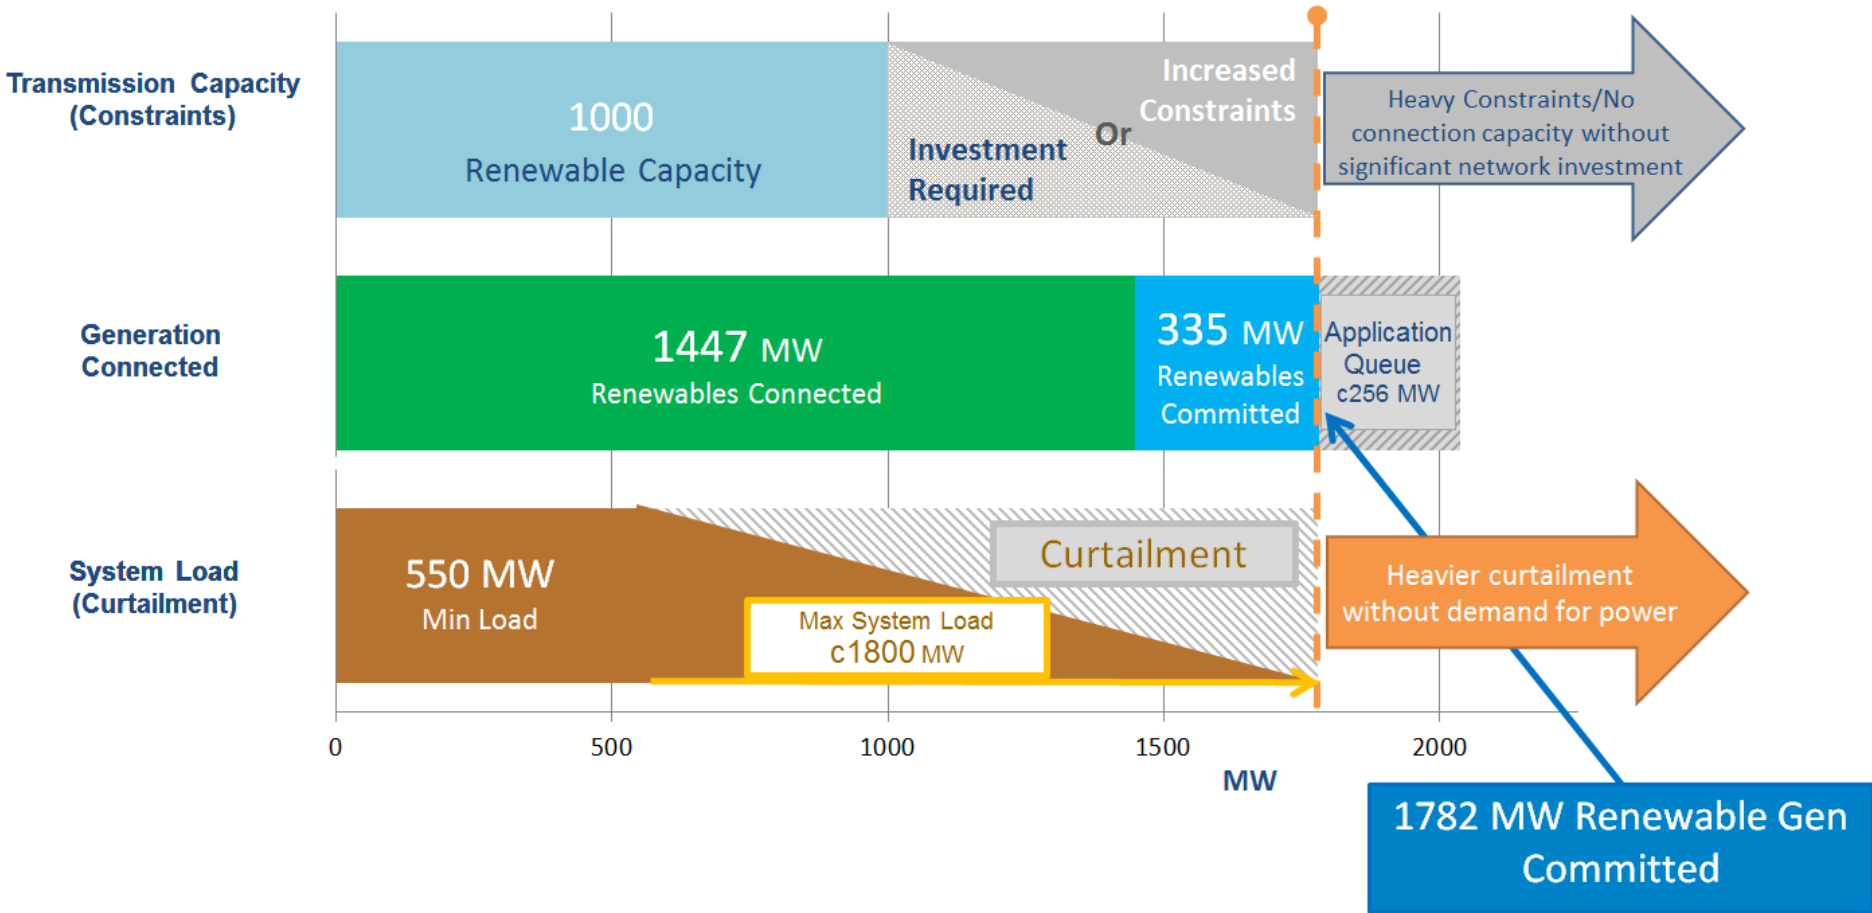 Transmission Capacity
(Constraints)
1000
Renewable Capacity
Investment
Required
Or
Increased
Constraints
Heavy Constraints/No
connection capacity without
significant network investment
Generation
Connected
1447 MW
Renewables Connected
335 MW
Renewables
Committed
Application
Queue
c256 MW
System Load
(Curtailment)
550 MW
Min Load
Max System Load
c1800 MW
Curtailment
Heavier curtailment
without demand for power
0
500
1000
1500
2000
MW
1782 MW Renewable Gen
Committed